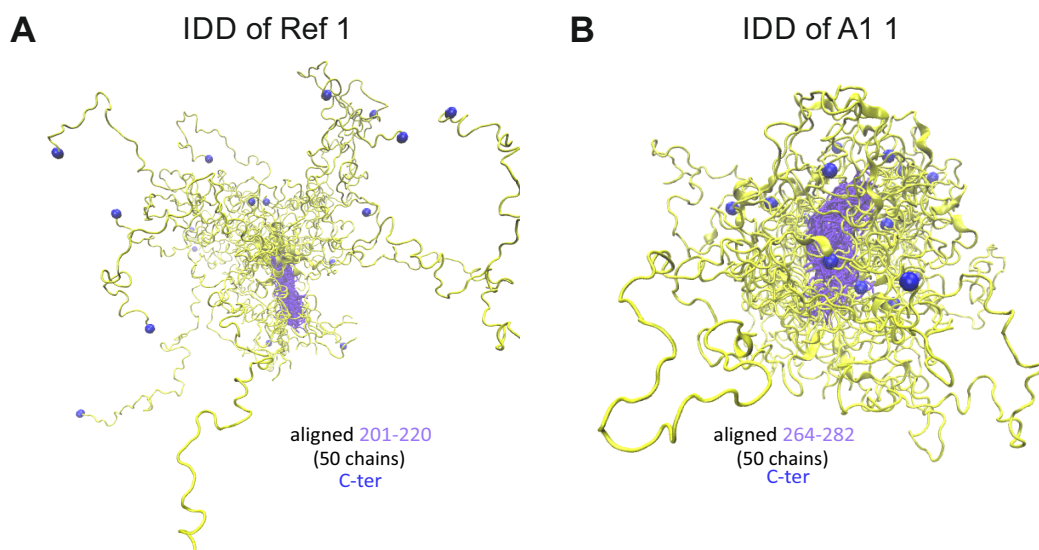 A
IDD of Ref 1
B
IDD of A1 1
aligned 201-220
(50 chains)
C-ter
aligned 264-282
(50 chains)
C-ter